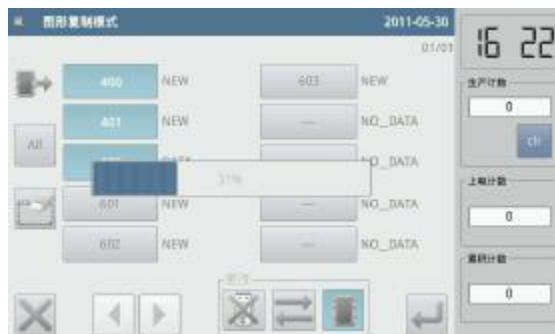 图形复制模式 2011-05-30
01/01
16 22
400 NEW 603 NEW
生产计数
0
401 NEW --- NO_DATA
clr
All
31%
上电计数
601 NEW --- NO_DATA
0
602 NEW --- NO_DATA
累积计数
0